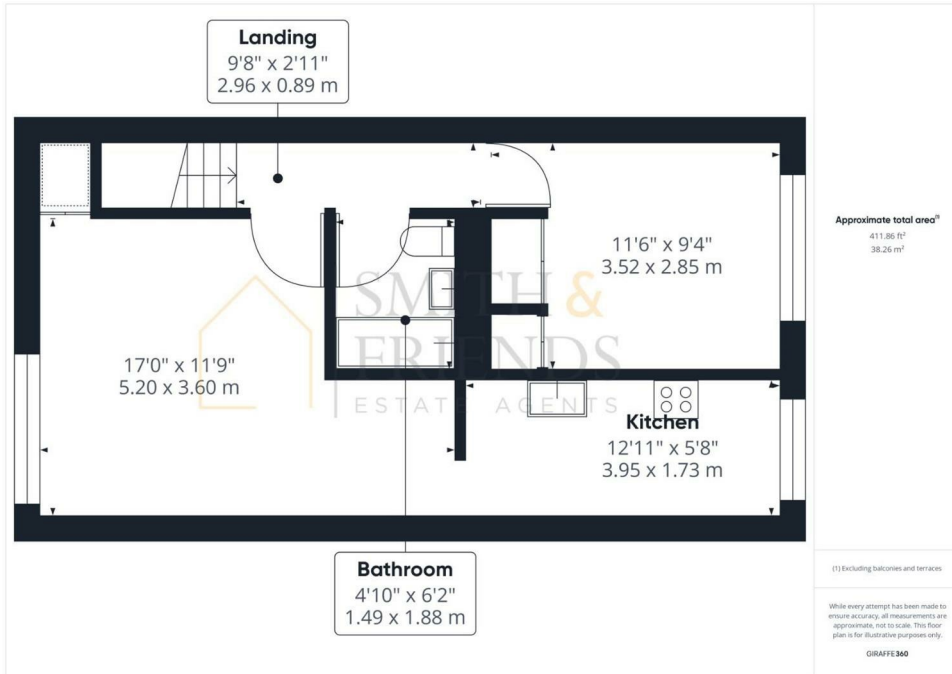 Landing
9'8" x 2'11"
2.96 x 0.89 m
11'6" x 9'4"
3.52 x 2.85 m
SMITH &
FRIENDS
ESTATE AGENTS
17'0" x 11'9"
5.20 x 3.60 m
Kitchen
12'11" x 5'8"
3.95 x 1.73 m
Bathroom
4'10" x 6'2"
1.49 x 1.88 m
Approximate total area(1)
411.86 ft²
38.26 m²
(1) Excluding balconies and terraces
While every attempt has been made to
ensure accuracy, all measurements are
approximate, not to scale. This floor
plan is for illustrative purposes only.
GIRAFFE360